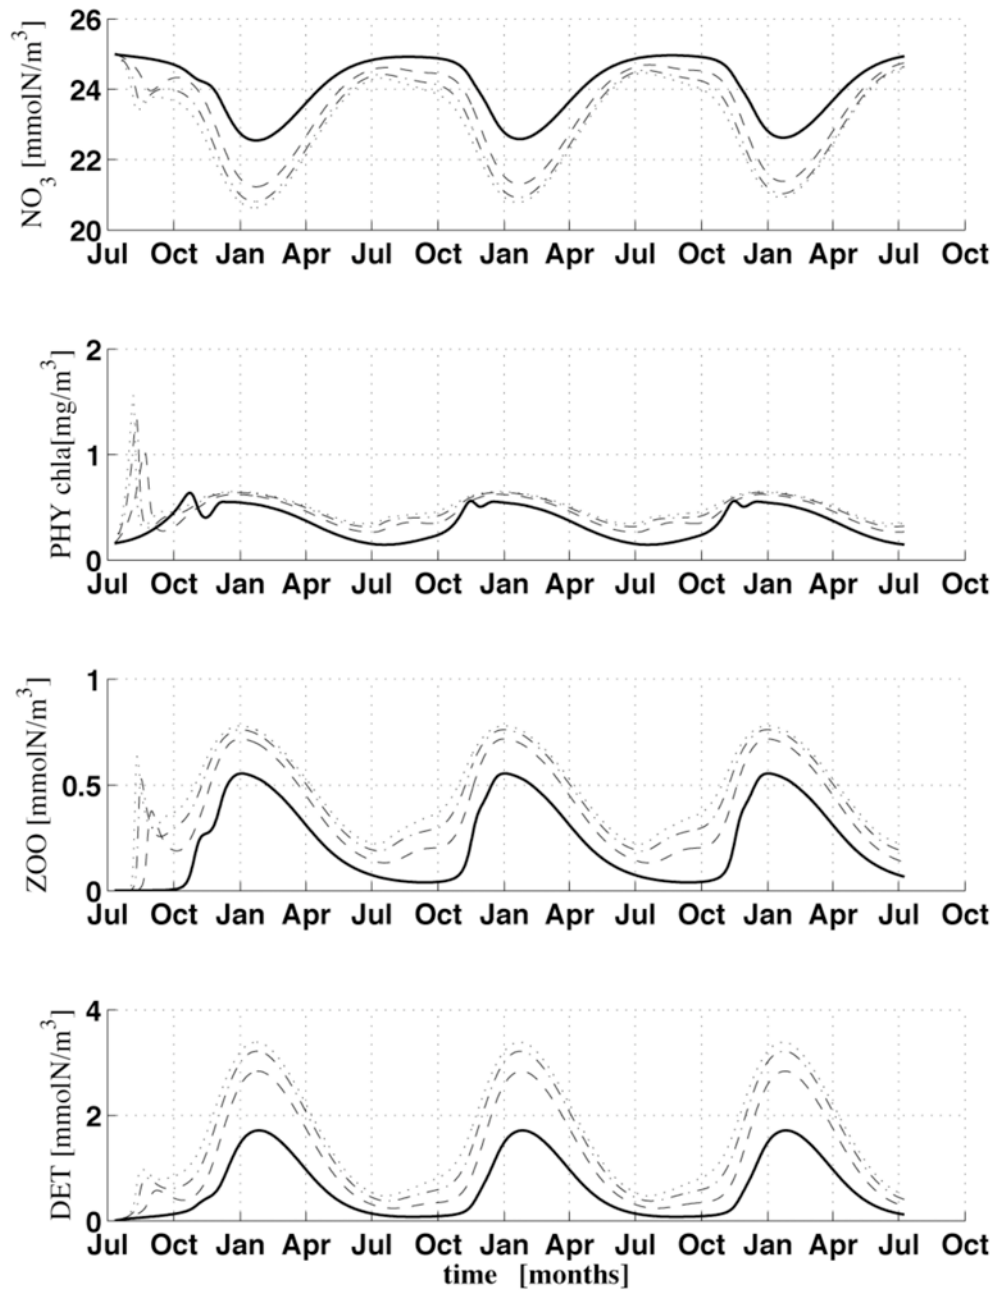 26
24
22
20
NO3 [mmolN/m3]
Jul Oct Jan Apr Jul Oct Jan Apr Jul Oct Jan Apr Jul Oct
2
1
0
PHY chla[mg/m3]
Jul Oct Jan Apr Jul Oct Jan Apr Jul Oct Jan Apr Jul Oct
1
0.5
0
ZOO [mmolN/m3]
Jul Oct Jan Apr Jul Oct Jan Apr Jul Oct Jan Apr Jul Oct
4
2
0
DET [mmolN/m3]
Jul Oct Jan Apr Jul Oct Jan Apr Jul Oct Jan Apr Jul Oct
time [months]